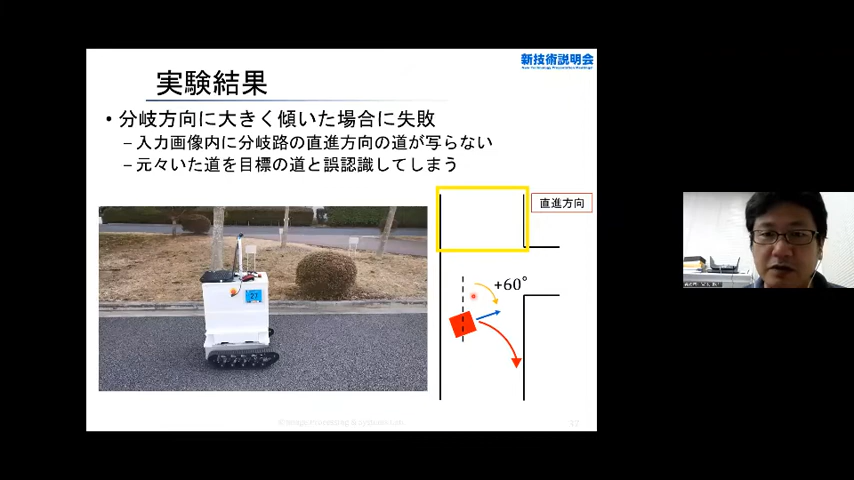 新技術説明会
実験結果
• 分岐方向に大きく傾いた場合に失敗
–入力画像内に分岐路の直進方向の道が写らない
–元々いた道を目標の道と誤認識してしまう
直進方向
+60°
27
17